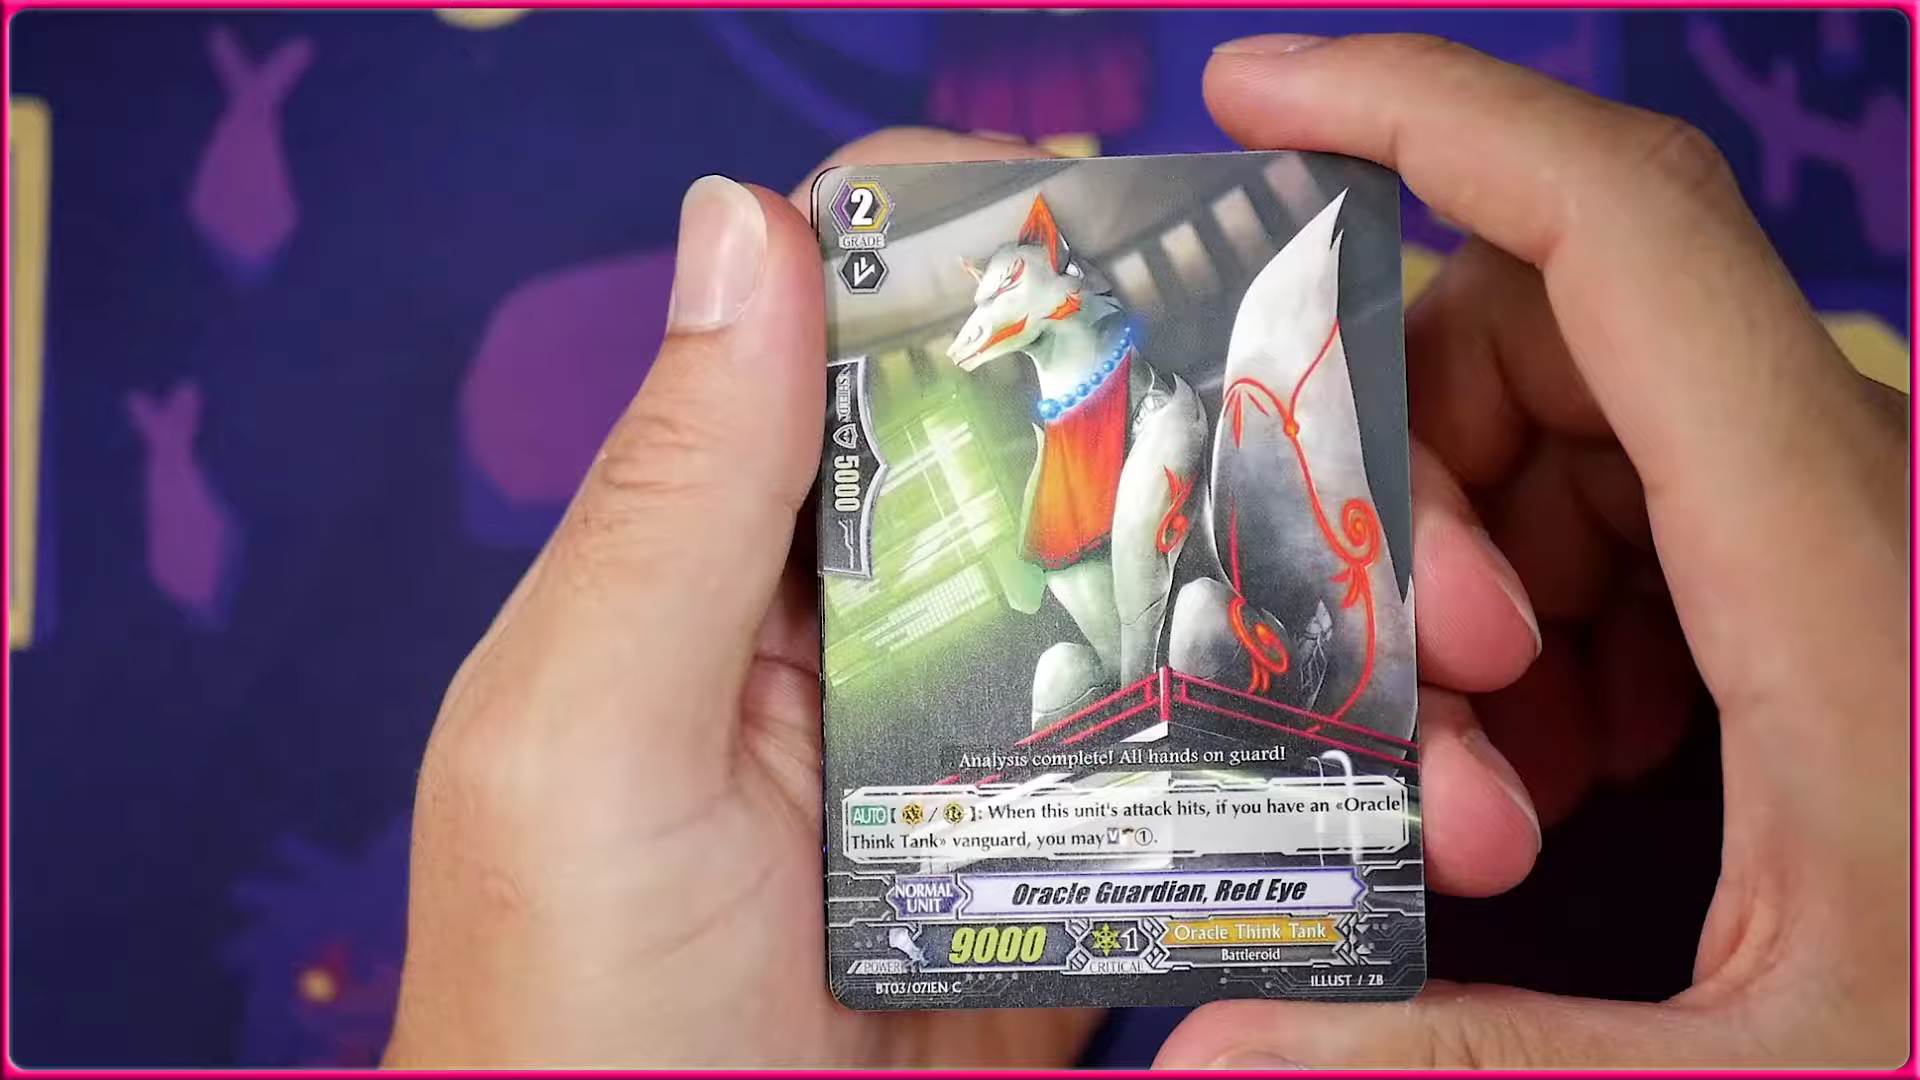 2
GRADE
SHIELD 5000
Analysis complete! All hands on guard!
AUTO [ V / R ]: When this unit's attack hits, if you have an «Oracle
Think Tank» vanguard, you may V ①.
NORMAL
UNIT
Oracle Guardian, Red Eye
POWER 9000
1 CRITICAL
Oracle Think Tank
Battleroid
BT03/071EN C
ILLUST / ZB